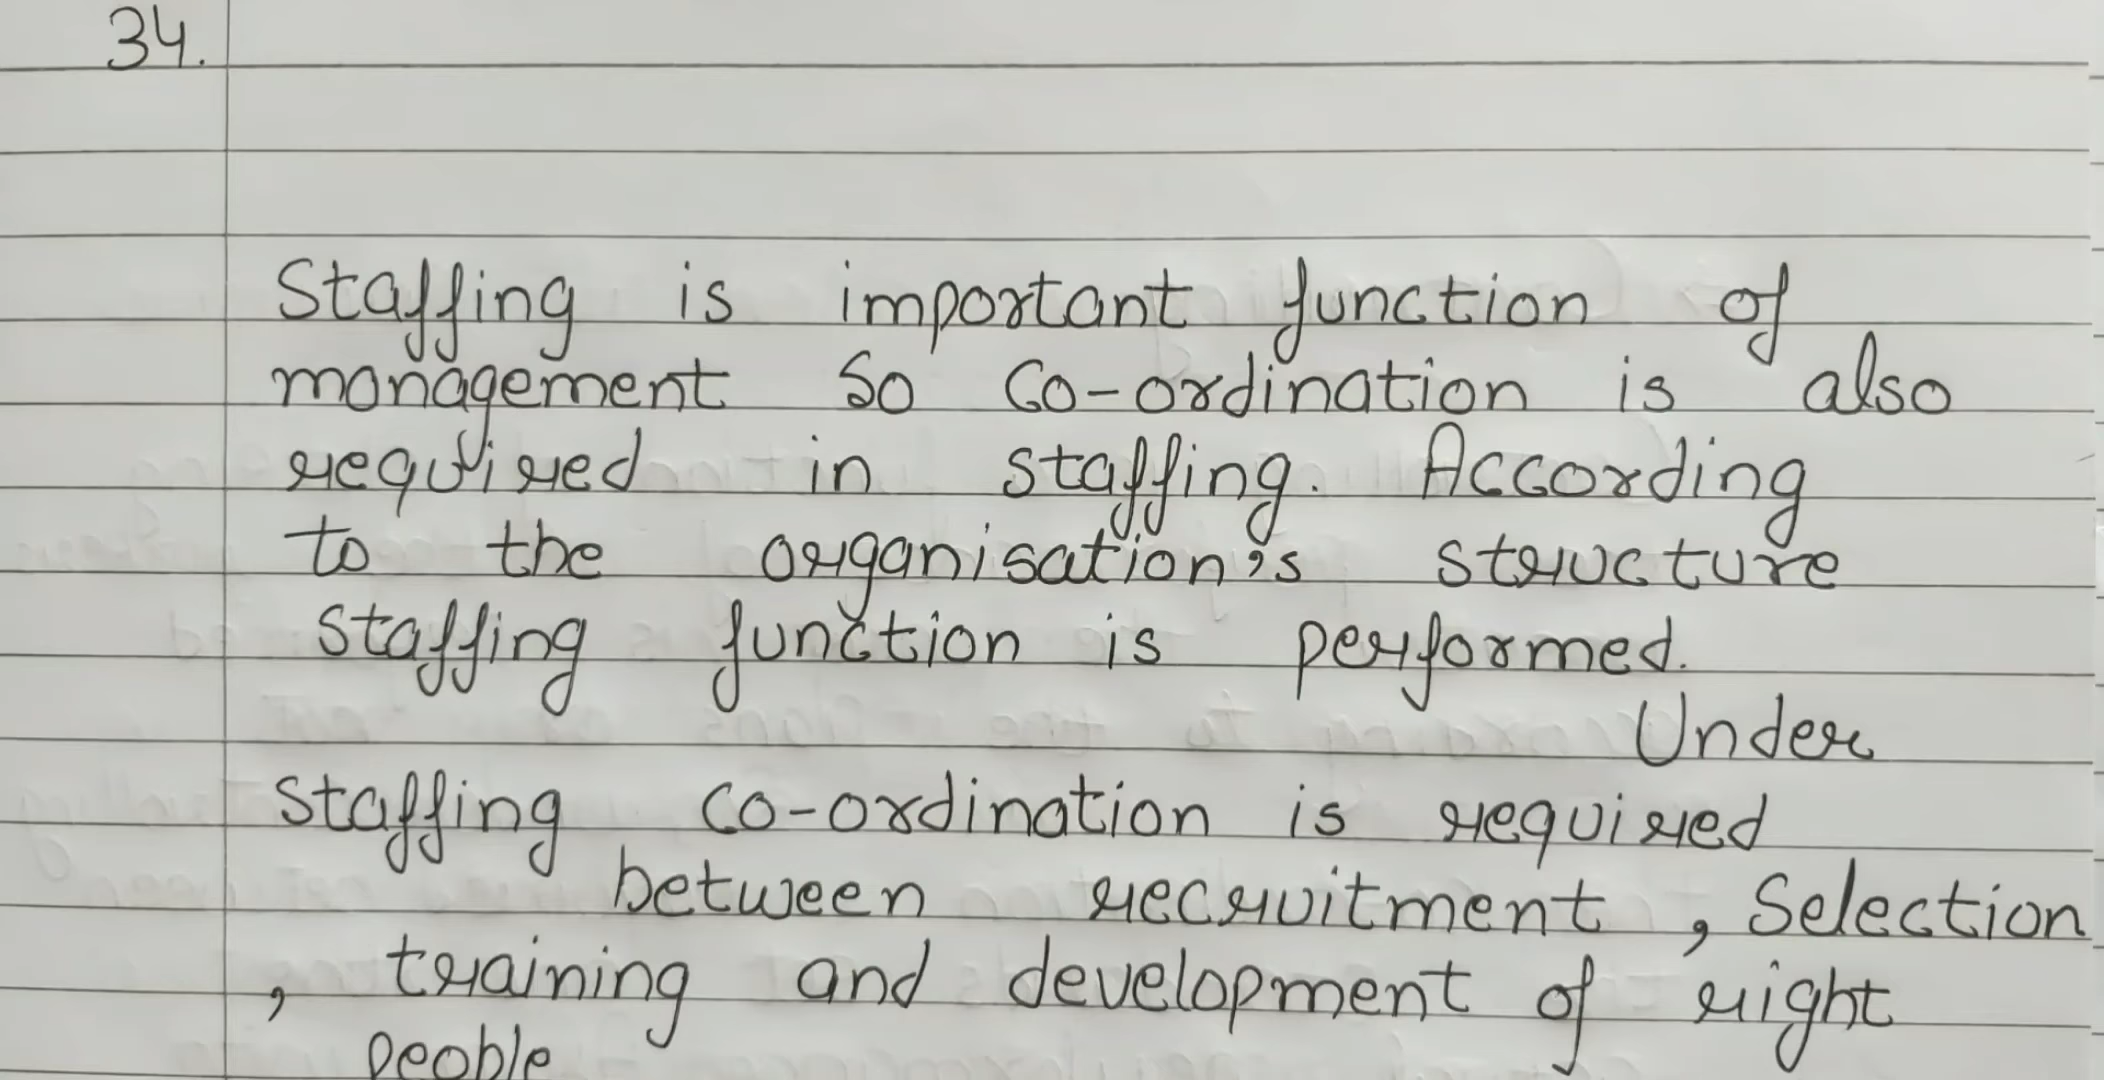 34.
Staffing is important function of
management So Co-ordination is also
required in staffing. According
to the organisation's structure
staffing function is performed.
Under
staffing co-ordination is required
between recruitment , Selection
, training and development of right
people